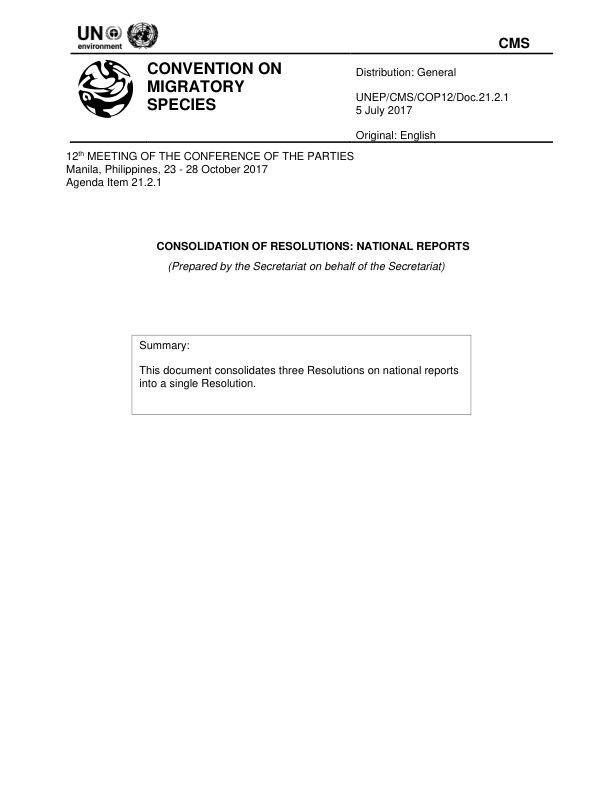 UN
environment
CMS
CONVENTION ON
MIGRATORY
SPECIES
Distribution: General
UNEP/CMS/COP12/Doc.21.2.1
5 July 2017
Original: English
12th MEETING OF THE CONFERENCE OF THE PARTIES
Manila, Philippines, 23 - 28 October 2017
Agenda Item 21.2.1
CONSOLIDATION OF RESOLUTIONS: NATIONAL REPORTS
(Prepared by the Secretariat on behalf of the Secretariat)
Summary:
This document consolidates three Resolutions on national reports
into a single Resolution.